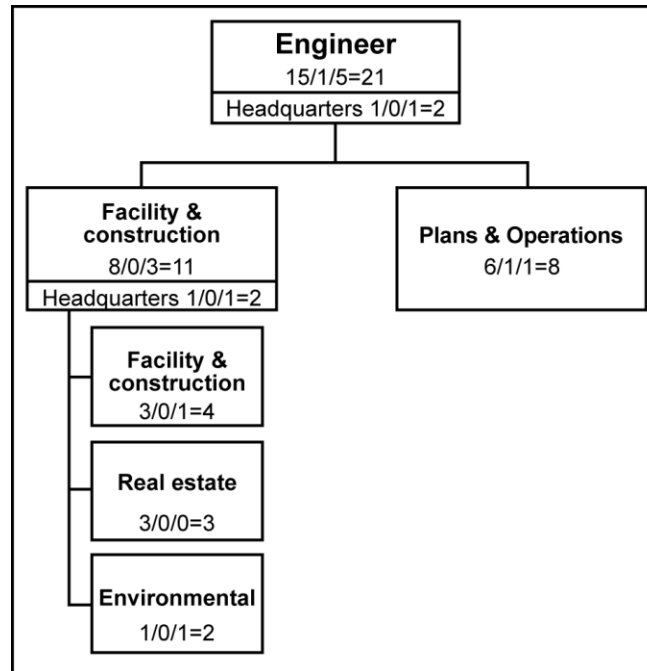 Engineer
15/1/5=21
Headquarters 1/0/1=2
Facility &
construction
8/0/3=11
Headquarters 1/0/1=2
Plans & Operations
6/1/1=8
Facility &
construction
3/0/1=4
Real estate
3/0/0=3
Environmental
1/0/1=2